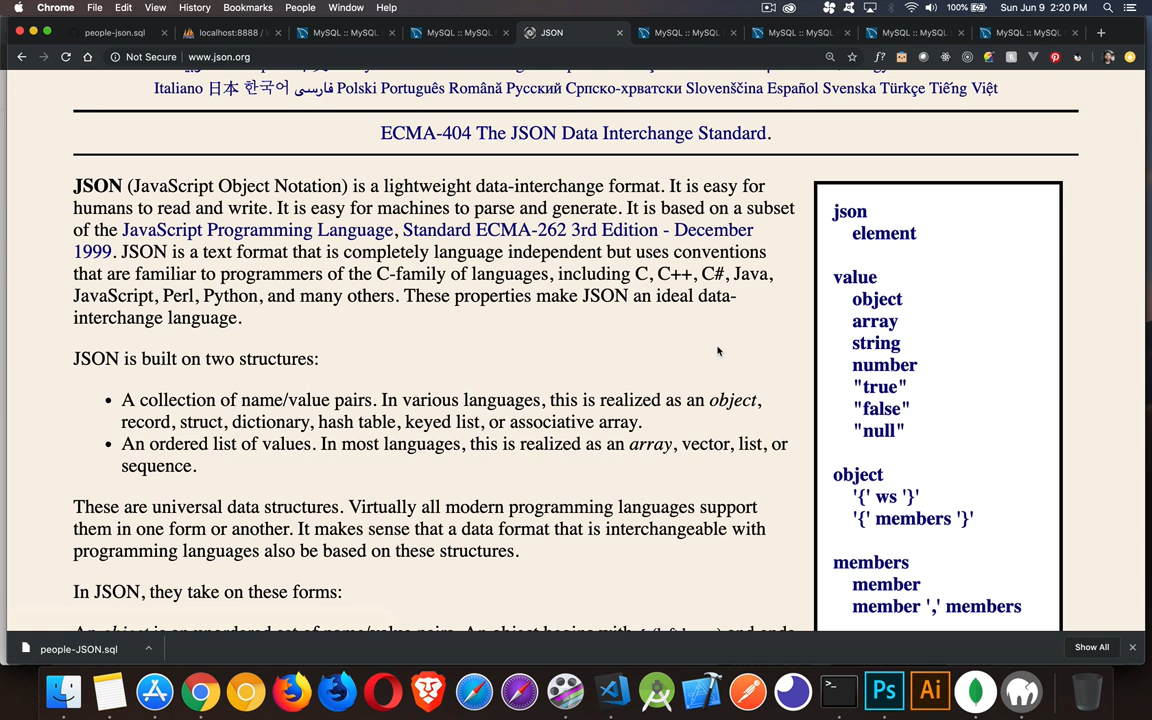 Chrome File Edit View History Bookmarks People Window Help 100% Sun Jun 9 2:20 PM
people-json.sql × localhost:8888 / l × MySQL :: MySQL × MySQL :: MySQL × JSON × MySQL :: MySQL × MySQL :: MySQL × MySQL :: MySQL × MySQL :: MySQL × +
Not Secure www.json.org
Italiano 日本 한국어 فارسی Polski Português Română Русский Српско-хрватски Slovenščina Español Svenska Türkçe Tiếng Việt
ECMA-404 The JSON Data Interchange Standard.
JSON (JavaScript Object Notation) is a lightweight data-interchange format. It is easy for
humans to read and write. It is easy for machines to parse and generate. It is based on a subset
of the JavaScript Programming Language, Standard ECMA-262 3rd Edition - December
1999. JSON is a text format that is completely language independent but uses conventions
that are familiar to programmers of the C-family of languages, including C, C++, C#, Java,
JavaScript, Perl, Python, and many others. These properties make JSON an ideal data-
interchange language.
JSON is built on two structures:
• A collection of name/value pairs. In various languages, this is realized as an object,
record, struct, dictionary, hash table, keyed list, or associative array.
• An ordered list of values. In most languages, this is realized as an array, vector, list, or
sequence.
These are universal data structures. Virtually all modern programming languages support
them in one form or another. It makes sense that a data format that is interchangeable with
programming languages also be based on these structures.
In JSON, they take on these forms:
json
element
value
object
array
string
number
"true"
"false"
"null"
object
'{' ws '}'
'{' members '}'
members
member
member ',' members
people-JSON.sql
Show All
Ps
Ai